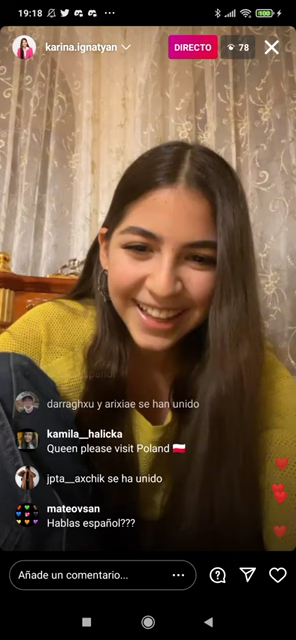 19:18
100
karina.ignatyan
DIRECTO
78
darraghxu y arixiae se han unido
kamila__halicka
Queen please visit Poland 🇵🇱
jpta__axchik se ha unido
mateovsan
Hablas español???
Añade un comentario...